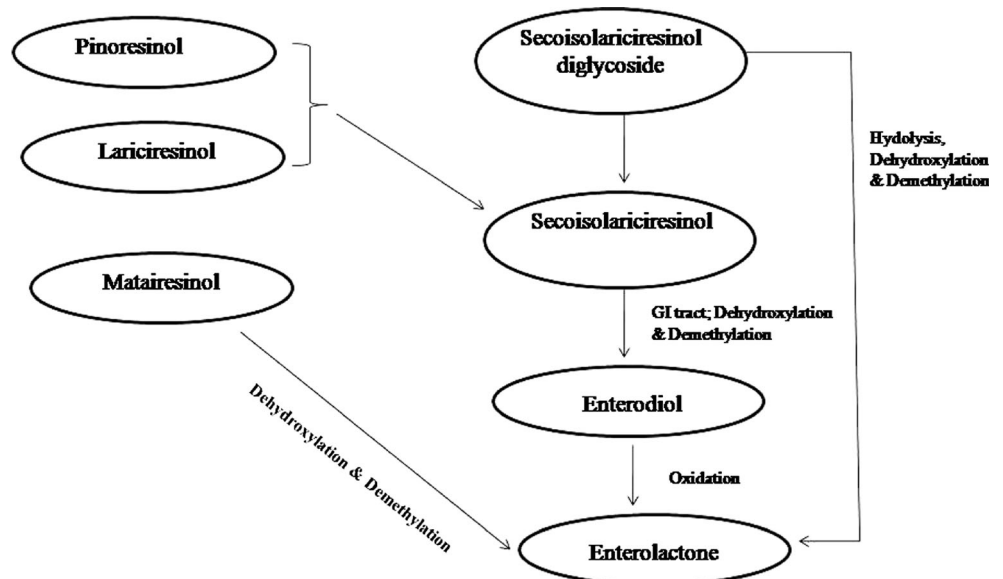 Pinoresinol
Lariciresinol
Matairesinol
Dehydroxylation & Demethylation
Secoisolariciresinol
diglycoside
Secoisolariciresinol
GI tract; Dehydroxylation
& Demethylation
Enterodiol
Oxidation
Enterolactone
Hydolysis,
Dehydroxylation
& Demethylation